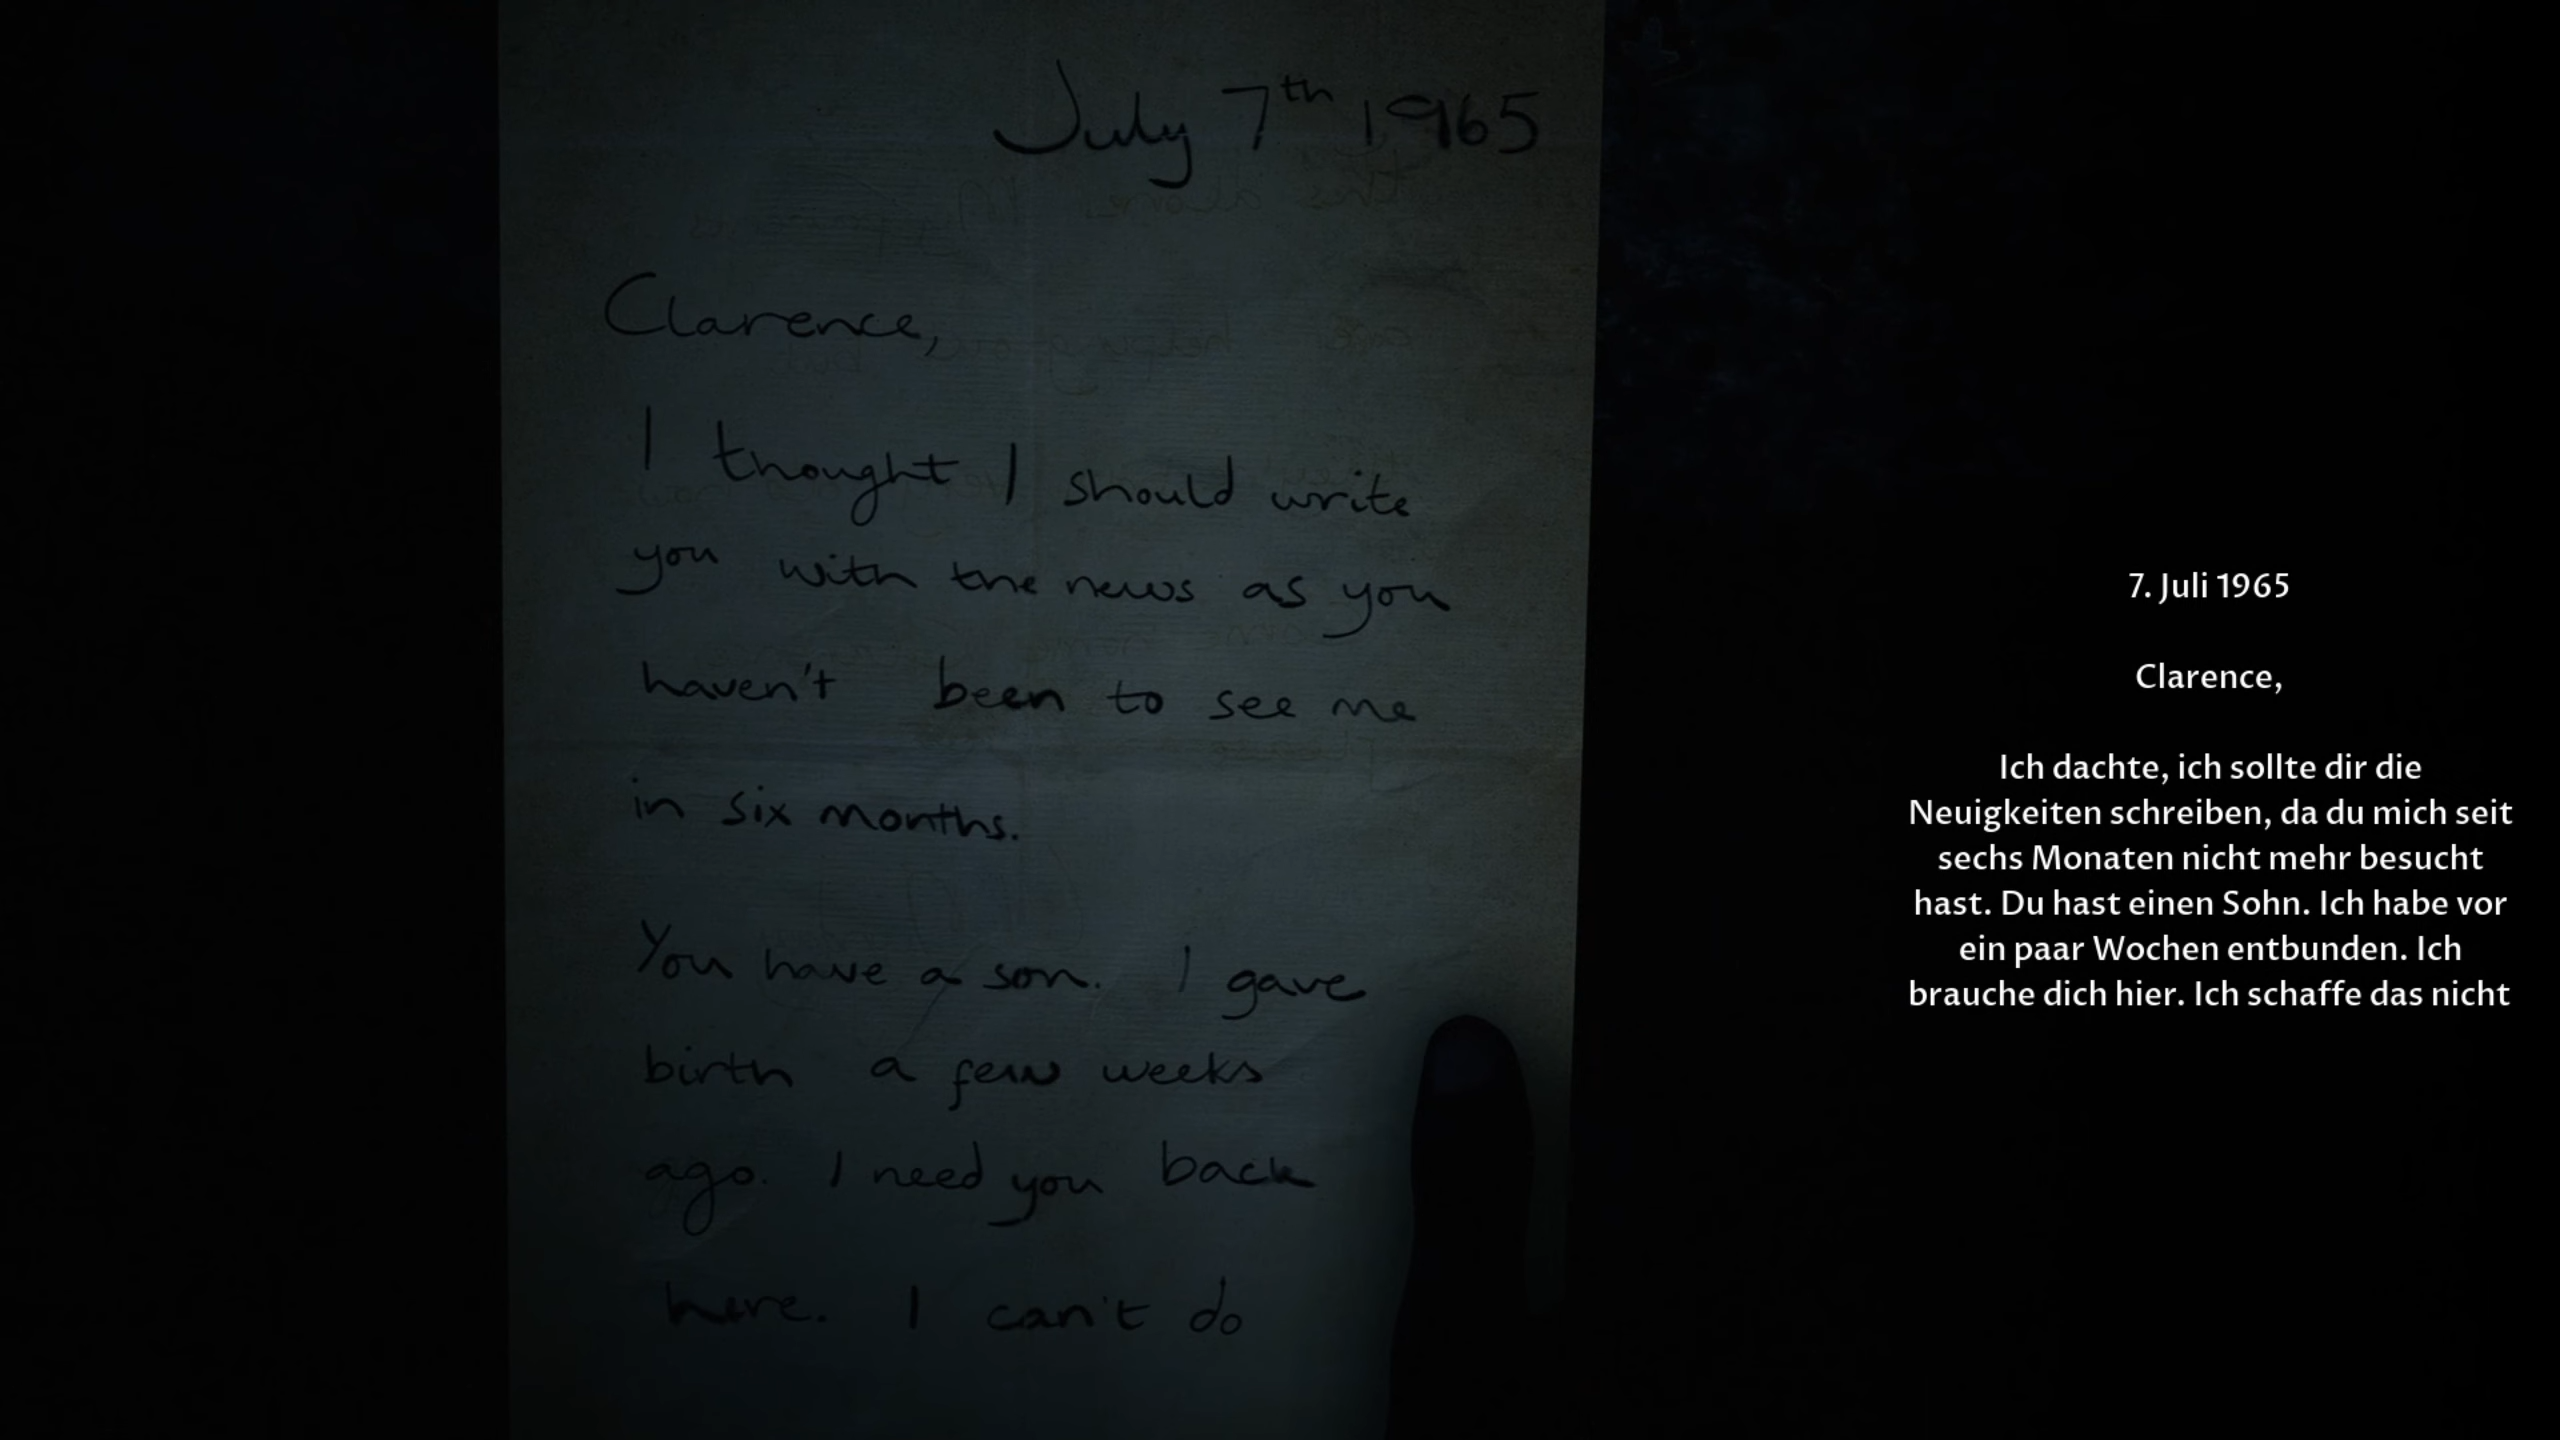 July 7th 1965
Clarence,
I thought I should write
you with the news as you
haven't been to see me
in six months.
You have a son. I gave
birth a few weeks
ago. I need you back
here. I can't do
7. Juli 1965
Clarence,
Ich dachte, ich sollte dir die
Neuigkeiten schreiben, da du mich seit
sechs Monaten nicht mehr besucht
hast. Du hast einen Sohn. Ich habe vor
ein paar Wochen entbunden. Ich
brauche dich hier. Ich schaffe das nicht